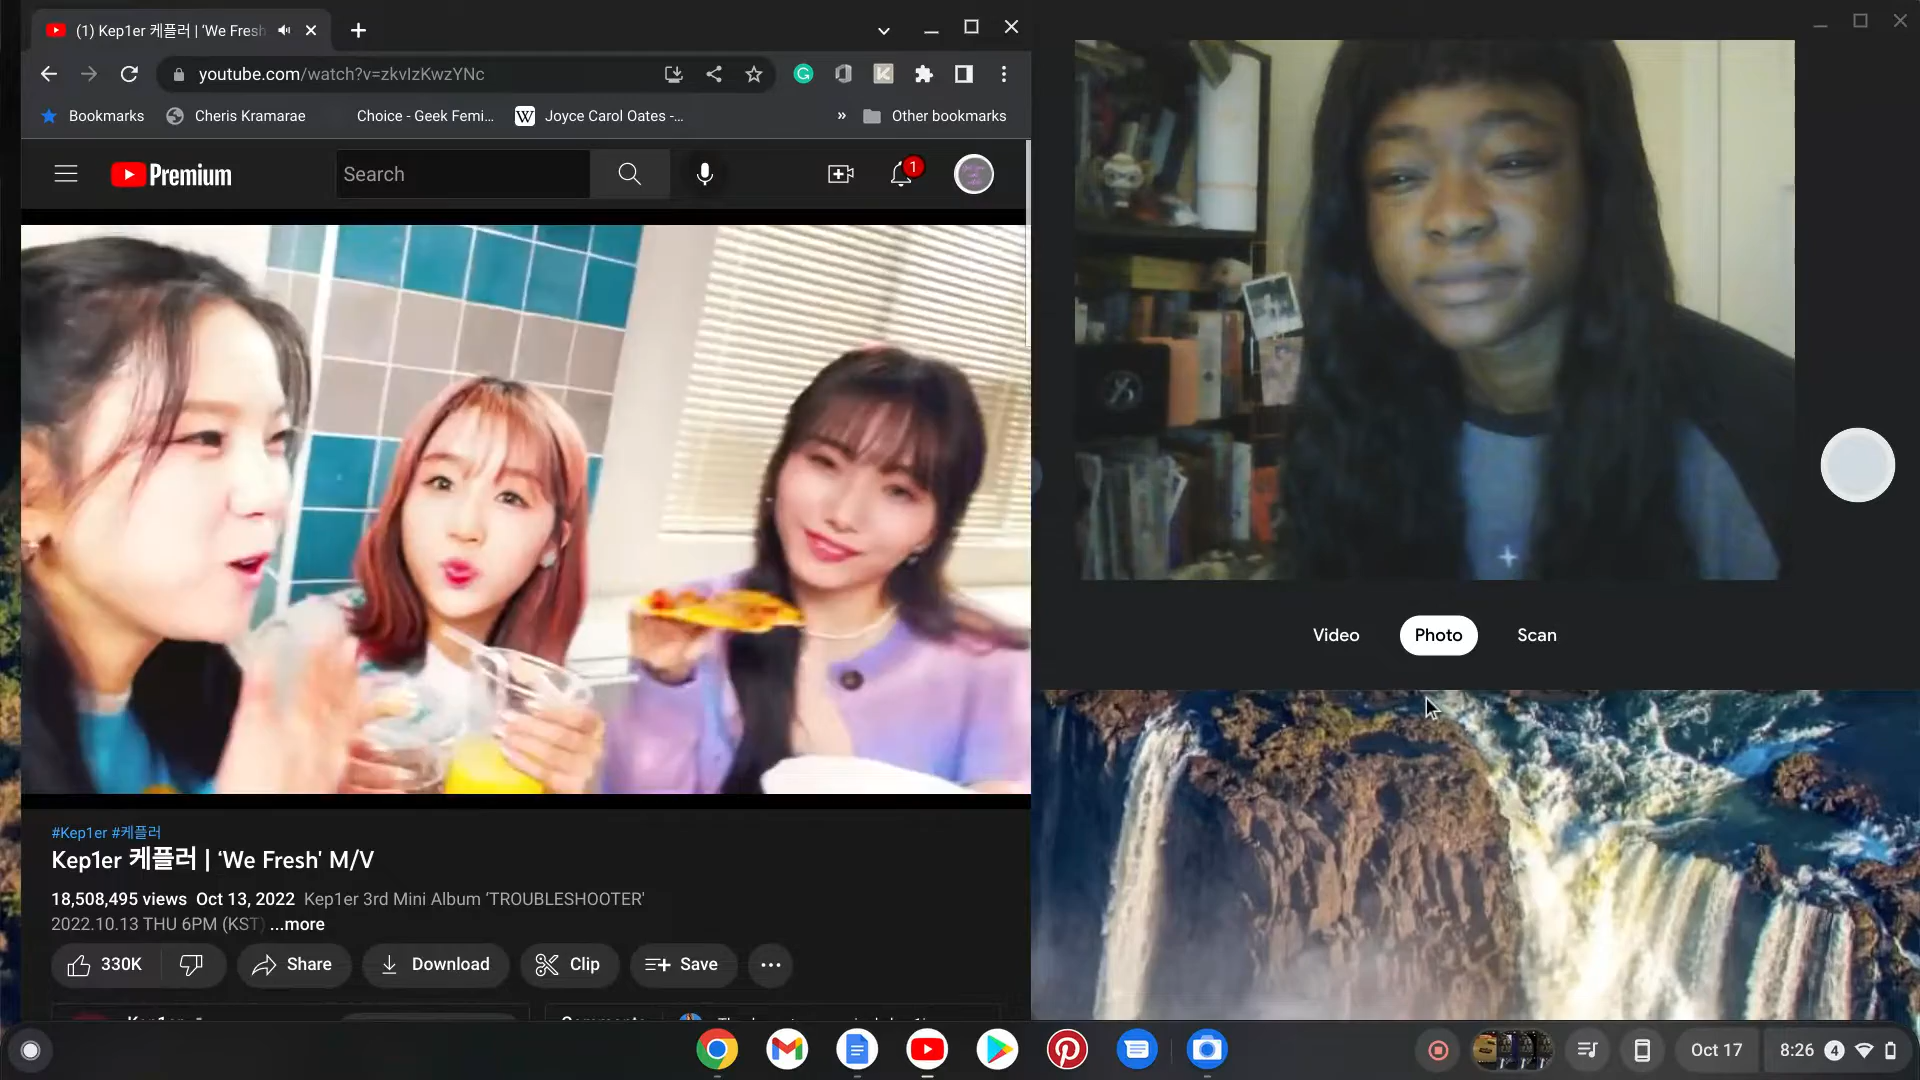 (1) Kep1er 케플러 | 'We Fresh
youtube.com/watch?v=zkvIzKwzYNc
Bookmarks
Cheris Kramarae
Choice - Geek Femi...
Joyce Carol Oates -...
»
Other bookmarks
Premium
Search
1
#Kep1er #케플러
Kep1er 케플러 | ‘We Fresh’ M/V
18,508,495 views Oct 13, 2022 Kep1er 3rd Mini Album ‘TROUBLESHOOTER’
2022.10.13 THU 6PM (KST) ...more
330K
Share
Download
Clip
Save
Video
Photo
Scan
Oct 17
8:26
4